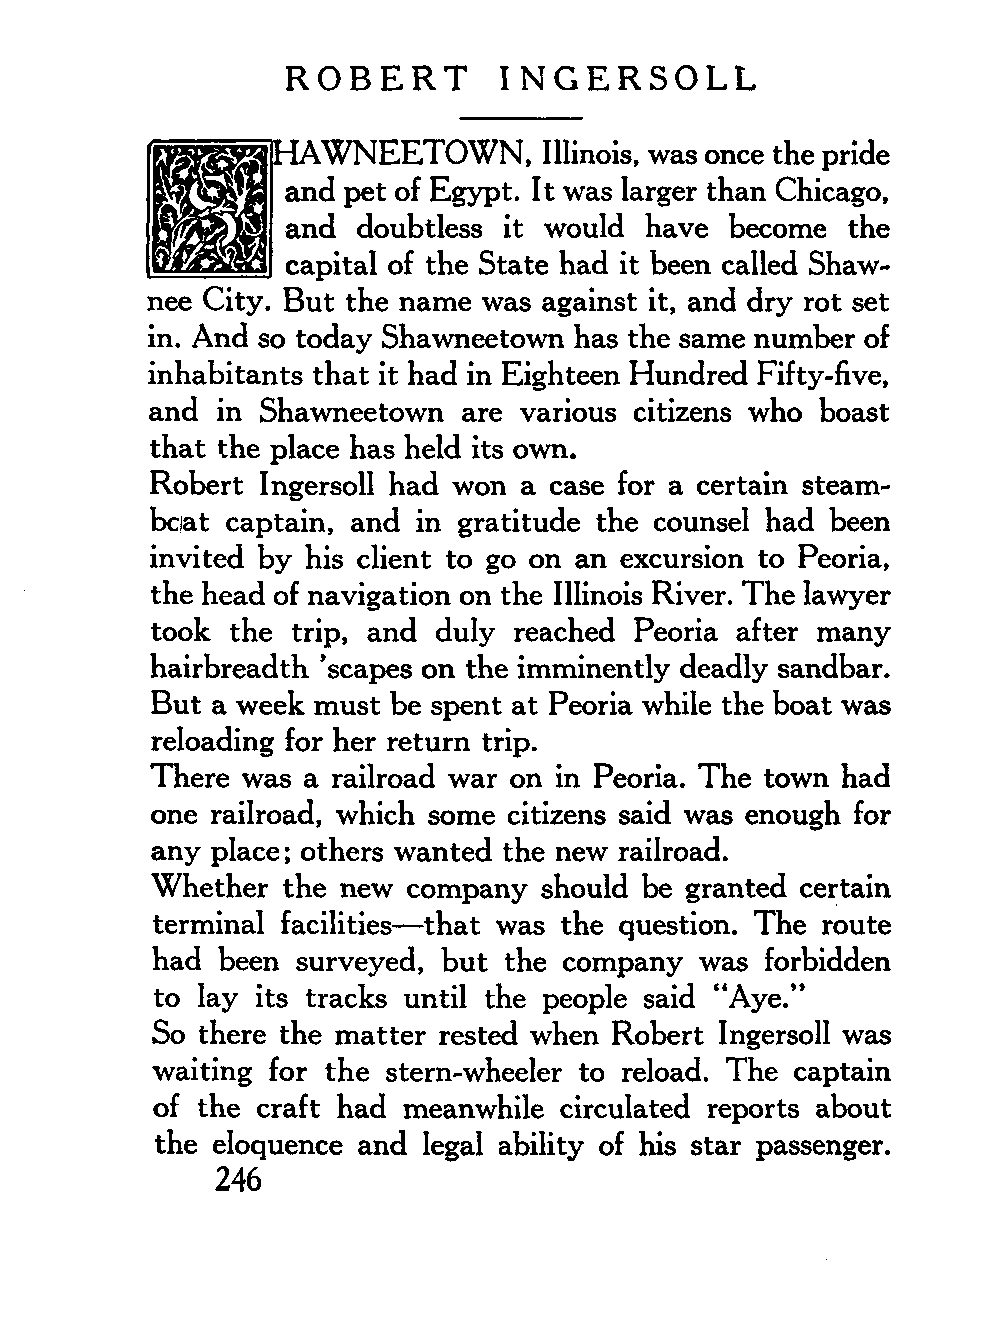 ROBERT INGERSOLL
SHAWNEETOWN, Illinois, was once the pride
and pet of Egypt. It was larger than Chicago,
and doubtless it would have become the
capital of the State had it been called Shaw-
nee City. But the name was against it, and dry rot set
in. And so today Shawneetown has the same number of
inhabitants that it had in Eighteen Hundred Fifty-five,
and in Shawneetown are various citizens who boast
that the place has held its own.
Robert Ingersoll had won a case for a certain steam-
boat captain, and in gratitude the counsel had been
invited by his client to go on an excursion to Peoria,
the head of navigation on the Illinois River. The lawyer
took the trip, and duly reached Peoria after many
hairbreadth 'scapes on the imminently deadly sandbar.
But a week must be spent at Peoria while the boat was
reloading for her return trip.
There was a railroad war on in Peoria. The town had
one railroad, which some citizens said was enough for
any place; others wanted the new railroad.
Whether the new company should be granted certain
terminal facilities—that was the question. The route
had been surveyed, but the company was forbidden
to lay its tracks until the people said "Aye."
So there the matter rested when Robert Ingersoll was
waiting for the stern-wheeler to reload. The captain
of the craft had meanwhile circulated reports about
the eloquence and legal ability of his star passenger.
246